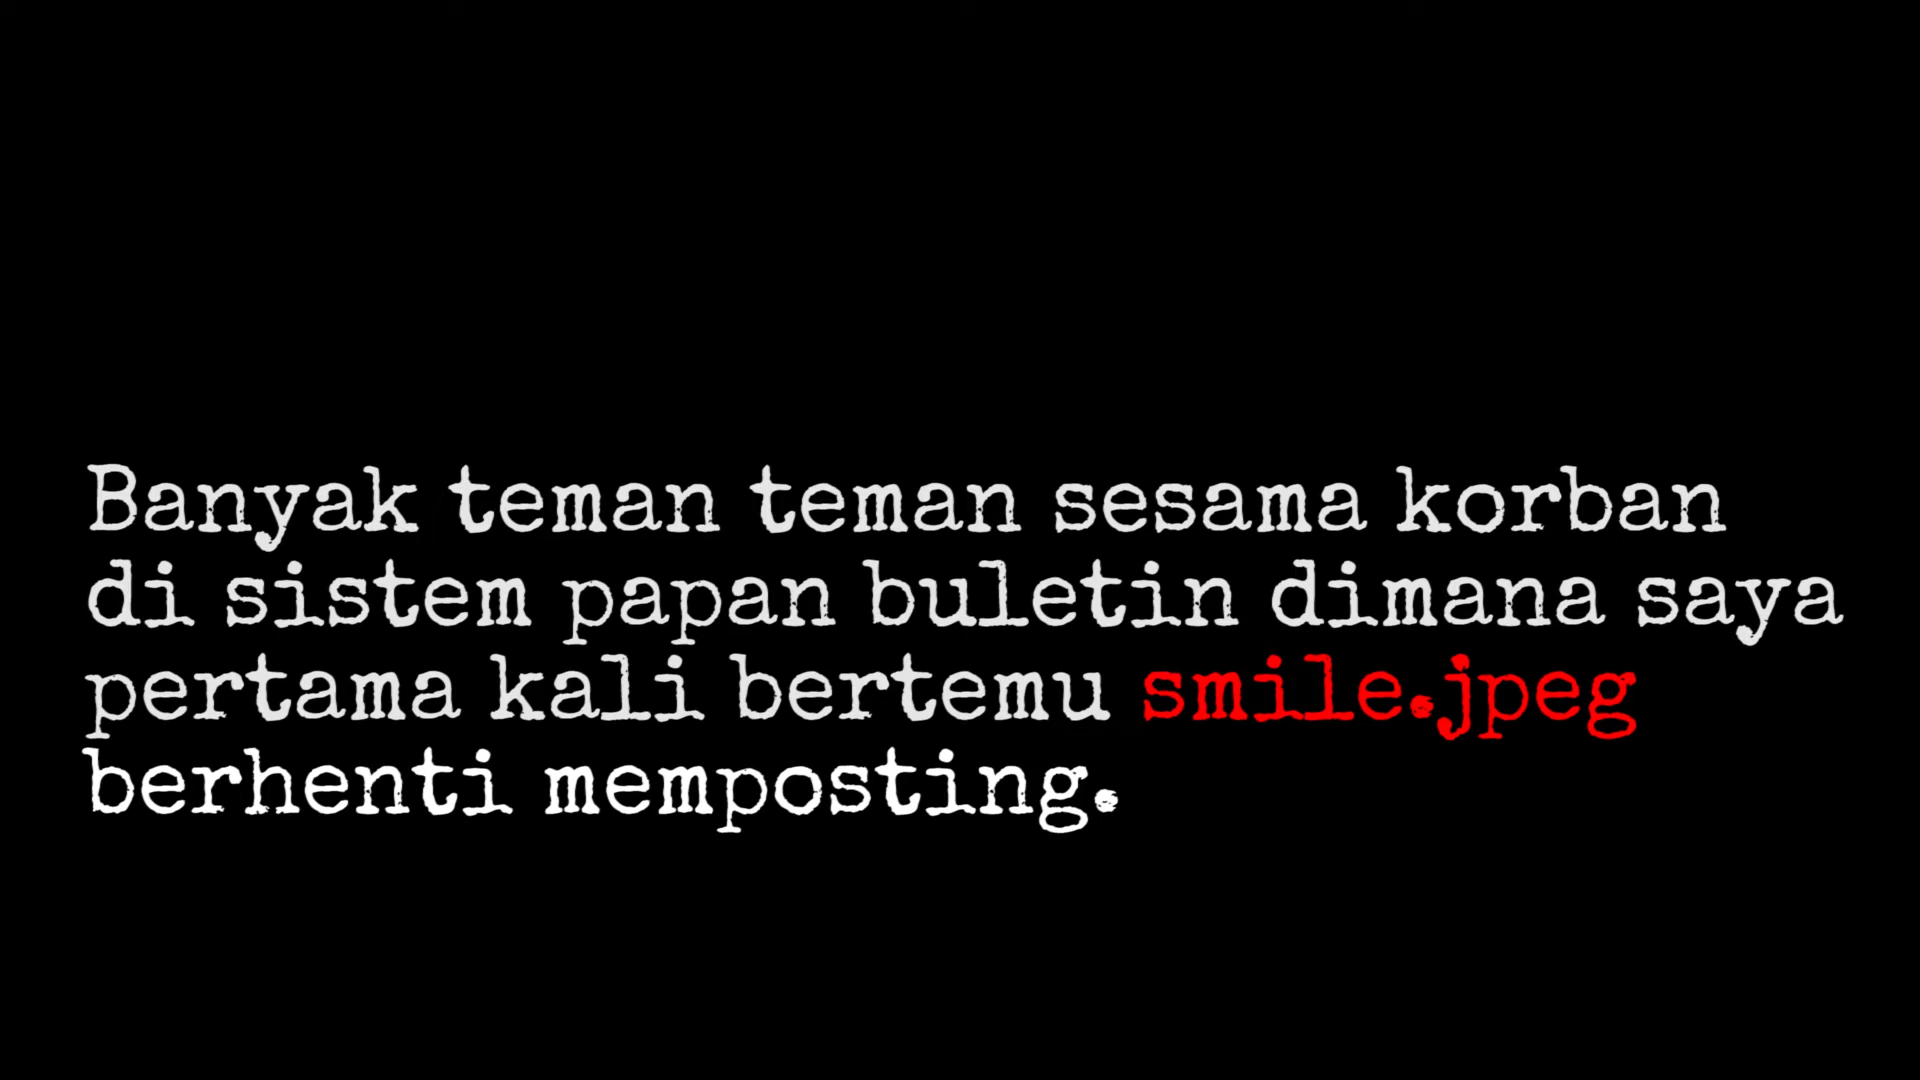 Banyak teman teman sesama korban
di sistem papan buletin dimana saya
pertama kali bertemu smile.jpeg
berhenti memposting.